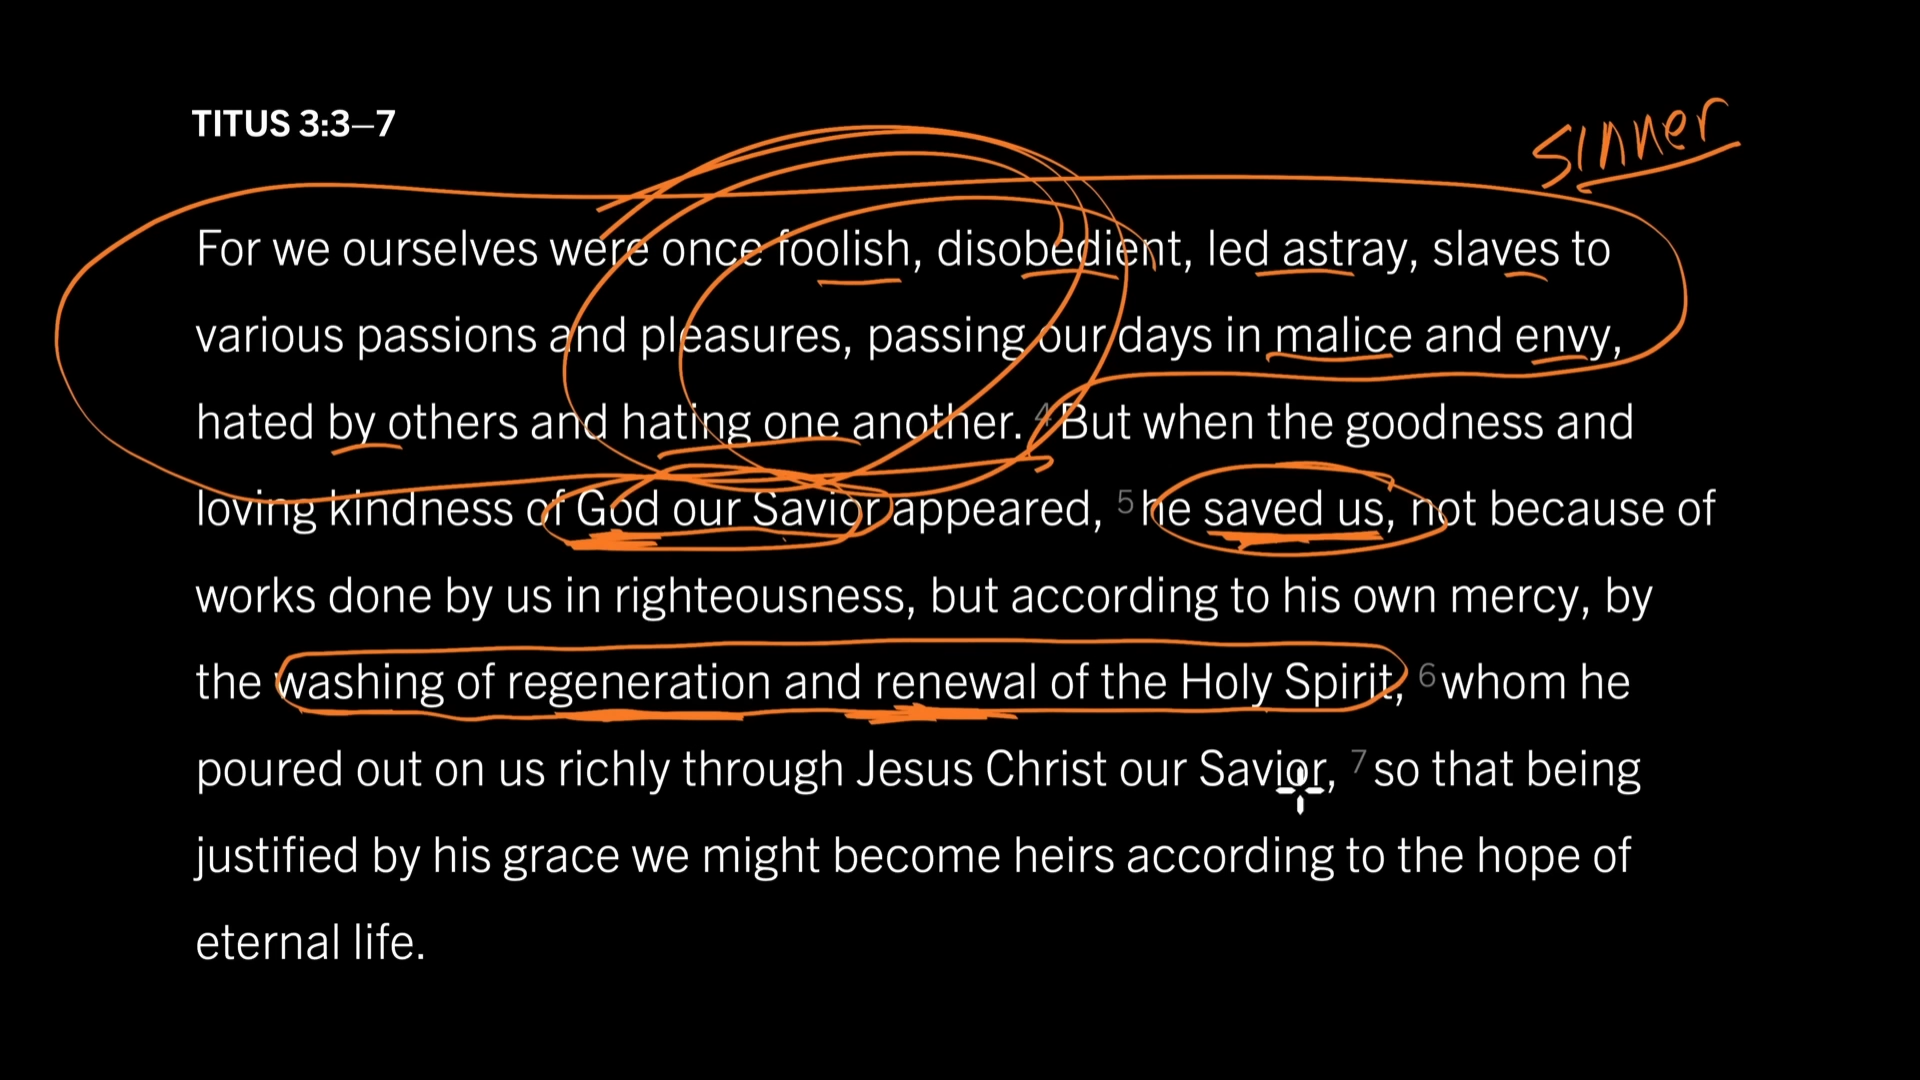 TITUS 3:3–7
sinner
For we ourselves were once foolish, disobedient, led astray, slaves to
various passions and pleasures, passing our days in malice and envy,
hated by others and hating one another. 4 But when the goodness and
loving kindness of God our Savior appeared, 5 he saved us, not because of
works done by us in righteousness, but according to his own mercy, by
the washing of regeneration and renewal of the Holy Spirit, 6 whom he
poured out on us richly through Jesus Christ our Savior, 7 so that being
justified by his grace we might become heirs according to the hope of
eternal life.